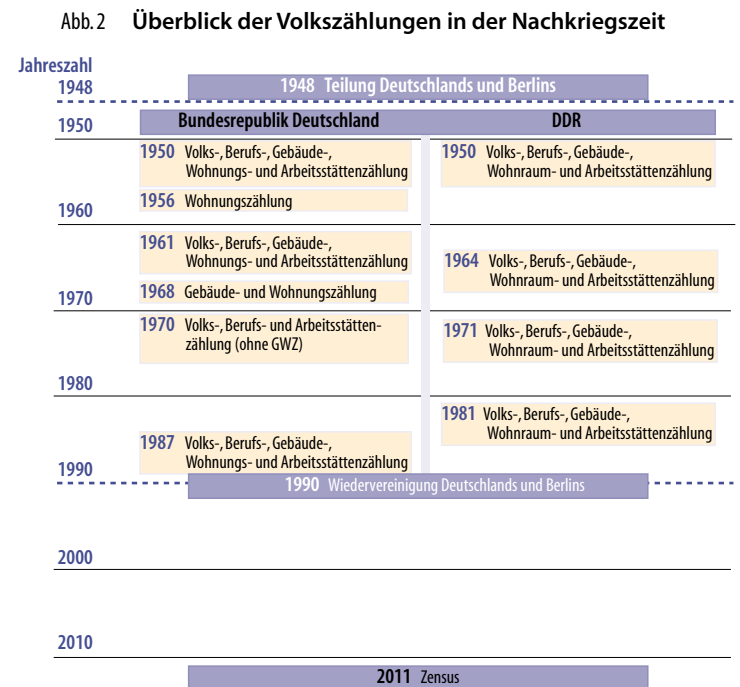 Abb. 2 Überblick der Volkszählungen in der Nachkriegszeit
Jahreszahl
1948
1948 Teilung Deutschlands und Berlins
1950
Bundesrepublik Deutschland
DDR
1950 Volks-, Berufs-, Gebäude-,
Wohnungs- und Arbeitsstättenzählung
1950 Volks-, Berufs-, Gebäude-,
Wohnraum- und Arbeitsstättenzählung
1956 Wohnungszählung
1960
1961 Volks-, Berufs-, Gebäude-,
Wohnungs- und Arbeitsstättenzählung
1964 Volks-, Berufs-, Gebäude-,
Wohnraum- und Arbeitsstättenzählung
1968 Gebäude- und Wohnungszählung
1970
1970 Volks-, Berufs- und Arbeitsstätten-
zählung (ohne GWZ)
1971 Volks-, Berufs-, Gebäude-,
Wohnraum- und Arbeitsstättenzählung
1980
1981 Volks-, Berufs-, Gebäude-,
Wohnraum- und Arbeitsstättenzählung
1987 Volks-, Berufs-, Gebäude-,
Wohnungs- und Arbeitsstättenzählung
1990
1990 Wiedervereinigung Deutschlands und Berlins
2000
2010
2011 Zensus